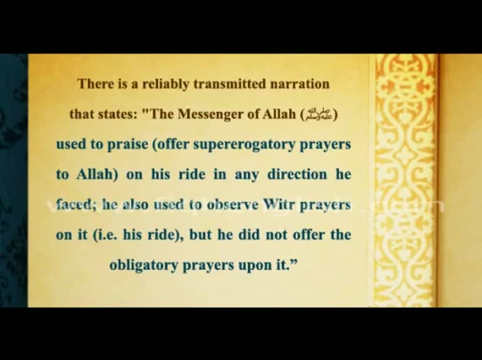 There is a reliably transmitted narration
that states: "The Messenger of Allah (ﷺ)
used to praise (offer supererogatory prayers
to Allah) on his ride in any direction he
faced; he also used to observe Witr prayers
on it (i.e. his ride), but he did not offer the
obligatory prayers upon it.”